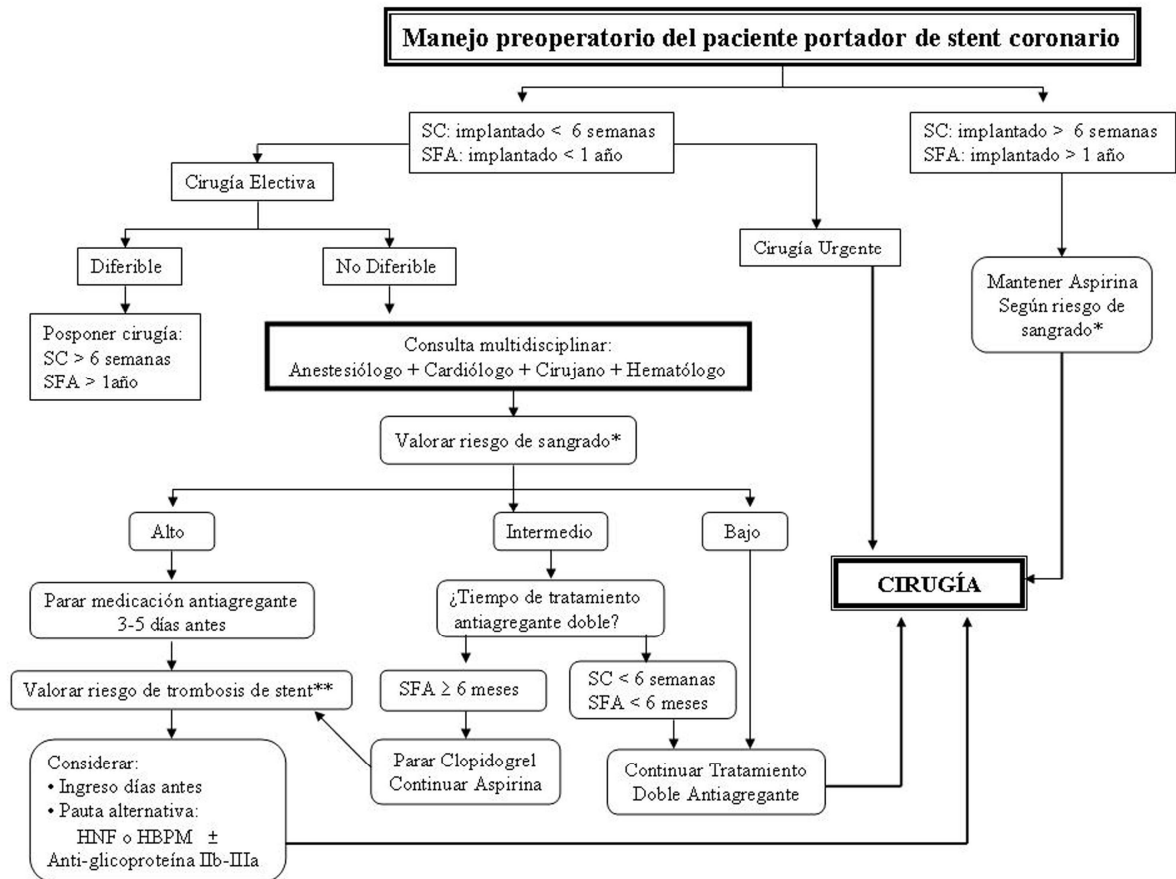 Manejo preoperatorio del paciente portador de stent coronario
SC: implantado < 6 semanas
SFA: implantado < 1 año
SC: implantado > 6 semanas
SFA: implantado > 1 año
Cirugía Electiva
Cirugía Urgente
Diferible
No Diferible
Mantener Aspirina
Según riesgo de
sangrado*
Posponer cirugía:
SC > 6 semanas
SFA > 1año
Consulta multidisciplinar:
Anestesiólogo + Cardiólogo + Cirujano + Hematólogo
Valorar riesgo de sangrado*
Alto
Intermedio
Bajo
CIRUGÍA
Parar medicación antiagregante
3-5 días antes
¿Tiempo de tratamiento
antiagregante doble?
Valorar riesgo de trombosis de stent**
SFA ≥ 6 meses
SC < 6 semanas
SFA < 6 meses
Considerar:
• Ingreso días antes
• Pauta alternativa:
HNF o HBPM ±
Anti-glicoproteína IIb-IIIa
Parar Clopidogrel
Continuar Aspirina
Continuar Tratamiento
Doble Antiagregante